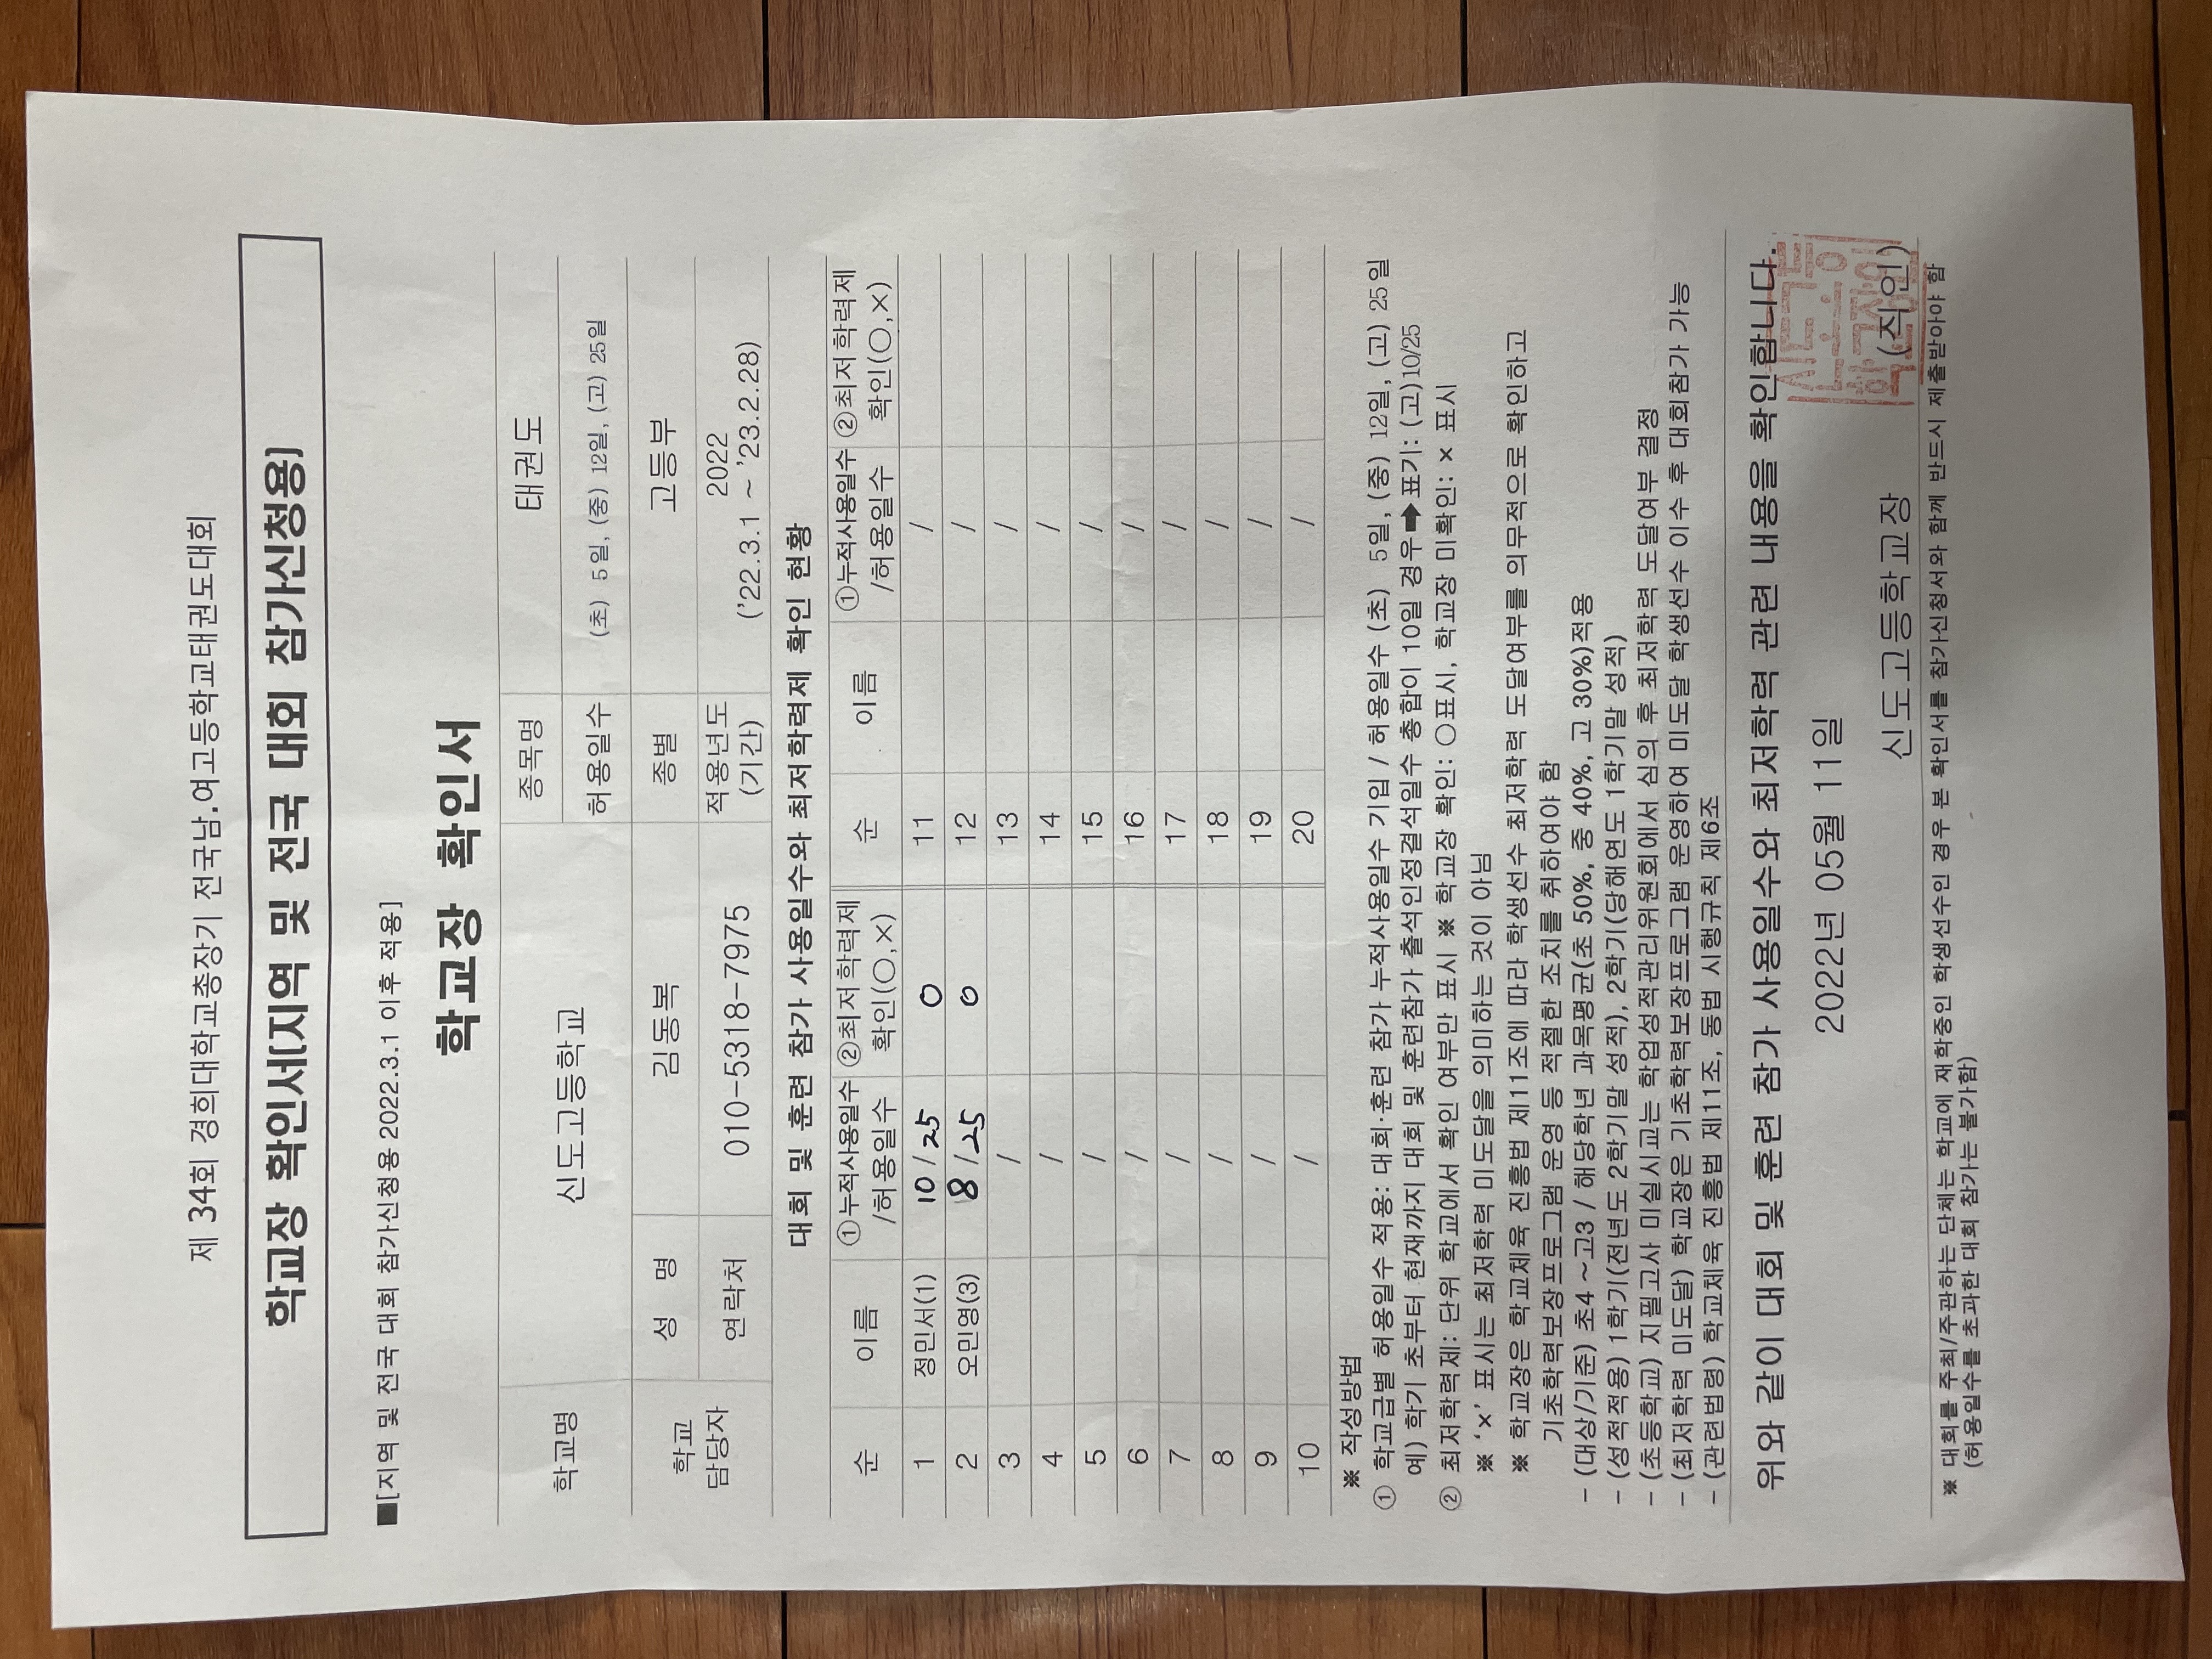 제 34회 경희대학교총장기 전국남.여고등학교태권도대회
학교장 확인서(지역 및 전국 대회 참가신청용)
■[지역 및 전국 대회 참가신청용 2022.3.1 이후 적용]
학교장 확인서
학교명 신도고등학교 종목명 태권도
허용일수 (초) 5일, (중) 12일, (고) 25일
학교 담당자 성 명 김동복 종별 고등부
연락처 010-5318-7975 적용년도 (기간) 2022 ('22.3.1 ~ '23.2.28)
대회 및 훈련 참가 사용일수와 최저학력제 확인 현황
순 이름 ①누적사용일수 /허용일수 ②최저학력제 확인(○,×) 순 이름 ①누적사용일수 /허용일수 ②최저학력제 확인(○,×)
1 정민서(1) 10/25 O 11 /
2 오민영(3) 8/25 O 12 /
3 / 13 /
4 / 14 /
5 / 15 /
6 / 16 /
7 / 17 /
8 / 18 /
9 / 19 /
10 / 20 /
※ 작성방법
① 학교급별 허용일수 적용: 대회·훈련 참가 누적사용일수 기입 / 허용일수 (초) 5일, (중) 12일, (고) 25일
예) 학기 초부터 현재까지 대회 및 훈련참가 출석인정결석일수 총합이 10일 경우➡표기: (고)10/25
② 최저학력제: 단위 학교에서 확인 여부만 표시 ※ 학교장 확인: ○표시, 학교장 미확인: × 표시
※ '×' 표시는 최저학력 미도달을 의미하는 것이 아님
※ 학교장은 학교체육 진흥법 제11조에 따라 학생선수 최저학력 도달여부를 의무적으로 확인하고
기초학력보장프로그램 운영 등 적절한 조치를 취하여야 함
- (대상/기준) 초4 ~고3 / 해당학년 과목평균(초 50%, 중 40%, 고 30%)적용
- (성적적용) 1학기(전년도 2학기말 성적), 2학기(당해연도 1학기말 성적)
- (초등학교) 지필고사 미실시교는 학업성적관리위원회에서 심의 후 최저학력 도달여부 결정
- (최저학력 미도달) 학교장은 기초학력보장프로그램 운영하여 미도달 학생선수 이수 후 대회참가 가능
- (관련법령) 학교체육 진흥법 제11조, 동법 시행규칙 제6조
위와 같이 대회 및 훈련 참가 사용일수와 최저학력 관련 내용을 확인합니다.
2022년 05월 11일
신도고등학교장 (직인)
※ 대회를 주최/주관하는 단체는 학교에 재학중인 학생선수인 경우 본 확인서를 참가신청서와 함께 반드시 제출받아야 함
(허용일수를 초과한 대회 참가는 불가함)